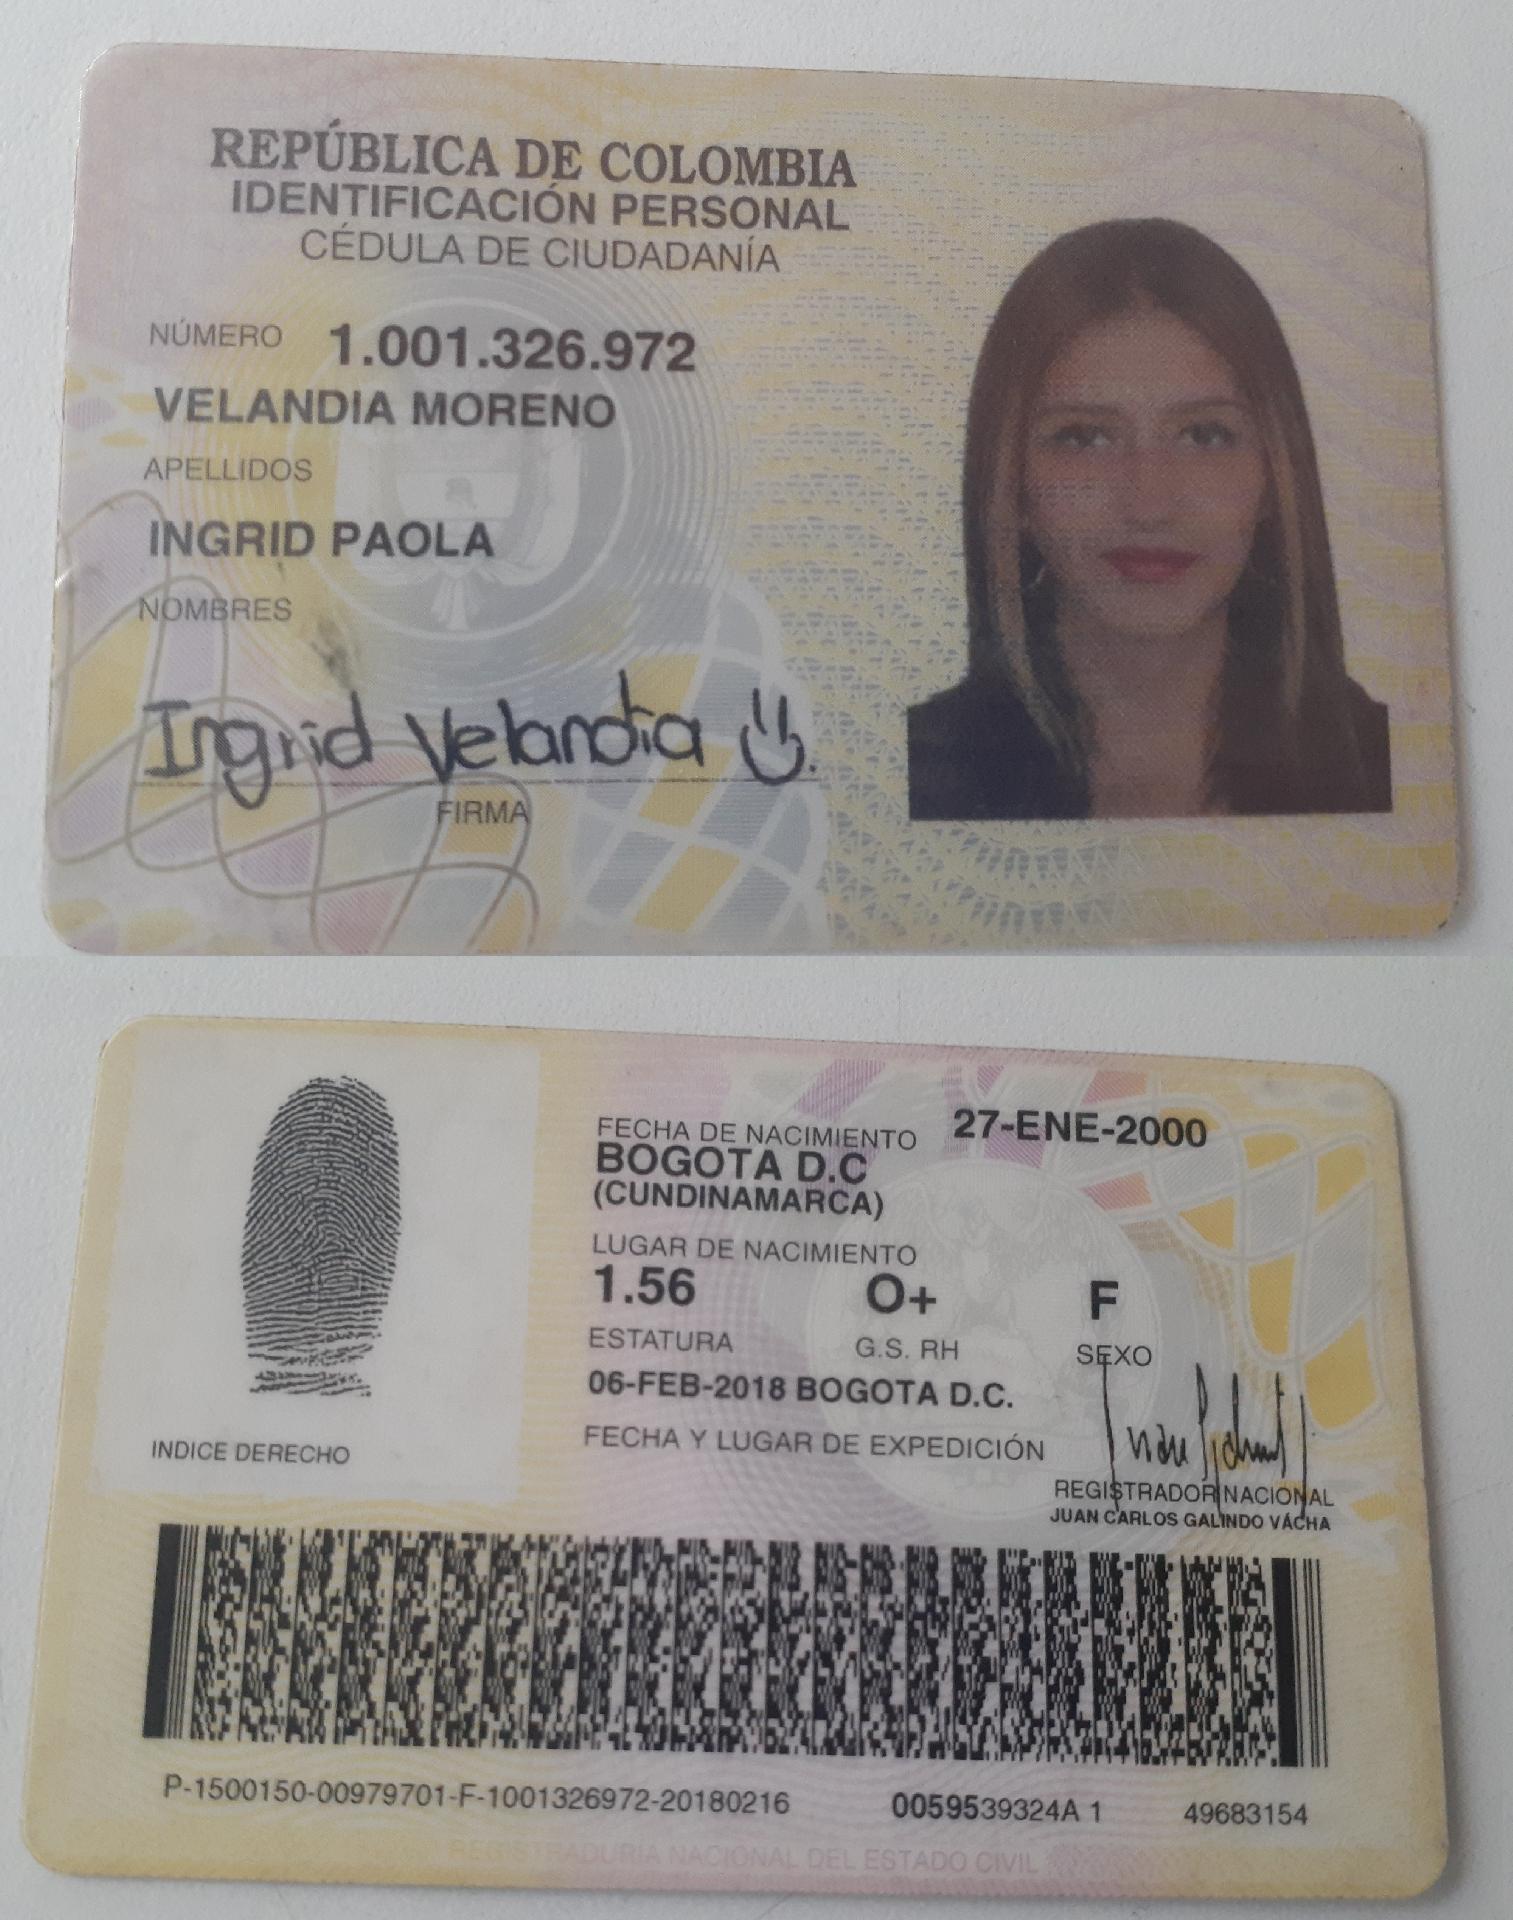 REPÚBLICA DE COLOMBIA
IDENTIFICACIÓN PERSONAL
CÉDULA DE CIUDADANÍA
NÚMERO 1.001.326.972
VELANDIA MORENO
APELLIDOS
INGRID PAOLA
NOMBRES
Ingrid Velandia
FIRMA
FECHA DE NACIMIENTO 27-ENE-2000
BOGOTA D.C
(CUNDINAMARCA)
LUGAR DE NACIMIENTO
1.56 O+ F
ESTATURA G.S. RH SEXO
06-FEB-2018 BOGOTA D.C.
FECHA Y LUGAR DE EXPEDICIÓN
INDICE DERECHO
REGISTRADOR NACIONAL
JUAN CARLOS GALINDO VÁCHA
P-1500150-00979701-F-1001326972-20180216 0059539324A 1 49683154
REGISTRADURIA NACIONAL DEL ESTADO CIVIL